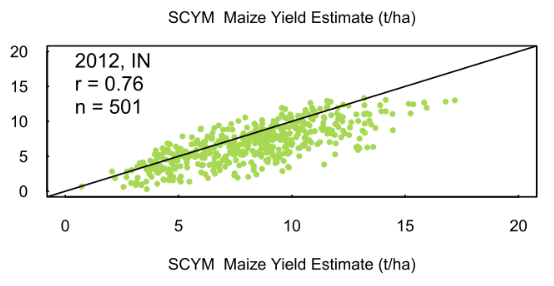 SCYM Maize Yield Estimate (t/ha)
2012, IN
r = 0.76
n = 501
20
15
10
5
0
0 5 10 15 20
SCYM Maize Yield Estimate (t/ha)